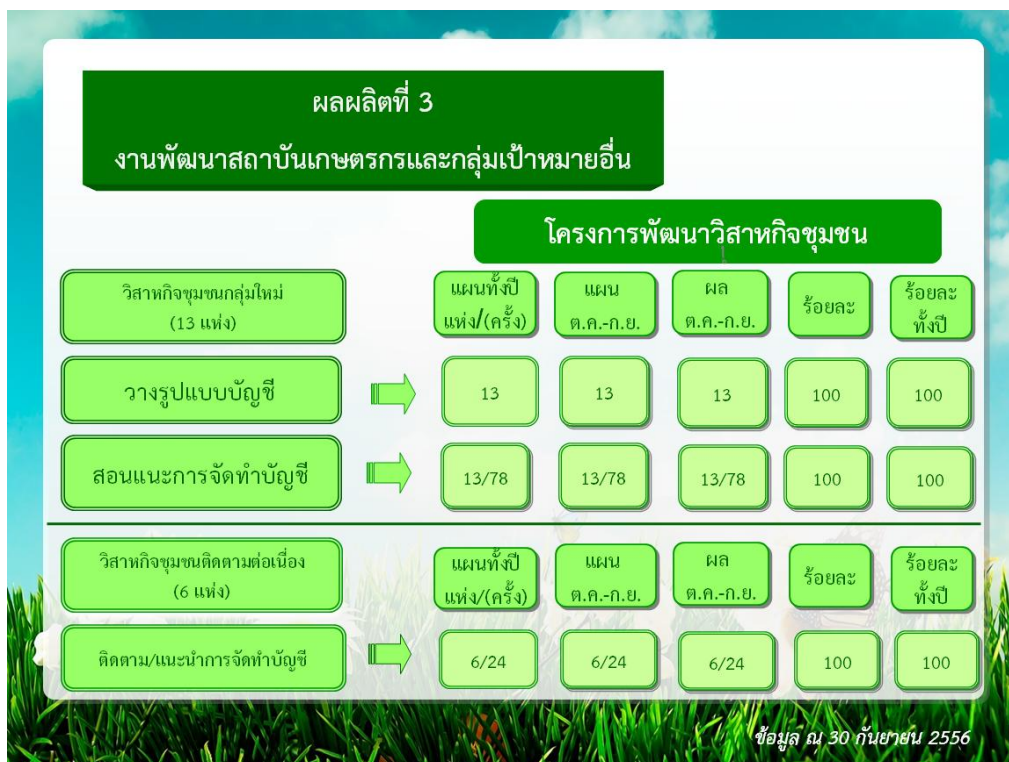 ผลผลิตที่ 3
งานพัฒนาสถาบันเกษตรกรและกลุ่มเป้าหมายอื่น
โครงการพัฒนาวิสาหกิจชุมชน
วิสาหกิจชุมชนกลุ่มใหม่
(13 แห่ง)
แผนทั้งปี
แห่ง/(ครั้ง)
แผน
ต.ค.-ก.ย.
ผล
ต.ค.-ก.ย.
ร้อยละ
ร้อยละ
ทั้งปี
วางรูปแบบบัญชี
13
13
13
100
100
สอนแนะการจัดทำบัญชี
13/78
13/78
13/78
100
100
วิสาหกิจชุมชนติดตามต่อเนื่อง
(6 แห่ง)
แผนทั้งปี
แห่ง/(ครั้ง)
แผน
ต.ค.-ก.ย.
ผล
ต.ค.-ก.ย.
ร้อยละ
ร้อยละ
ทั้งปี
ติดตาม/แนะนำการจัดทำบัญชี
6/24
6/24
6/24
100
100
ข้อมูล ณ 30 กันยายน 2556